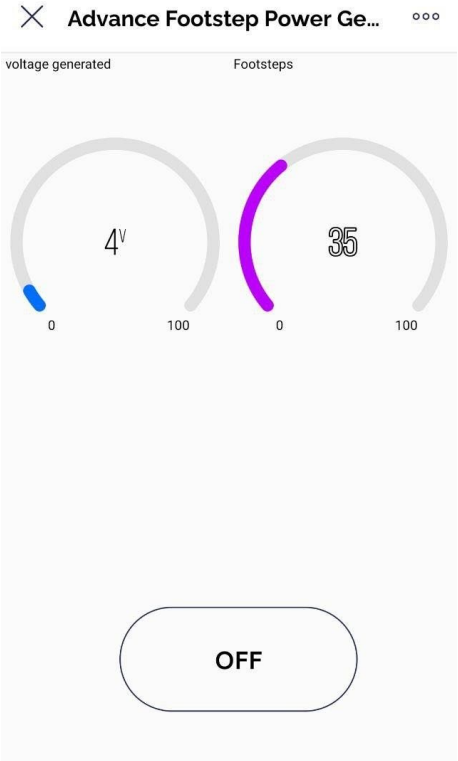 Advance Footstep Power Ge...
voltage generated
Footsteps
4V
35
0
100
0
100
OFF